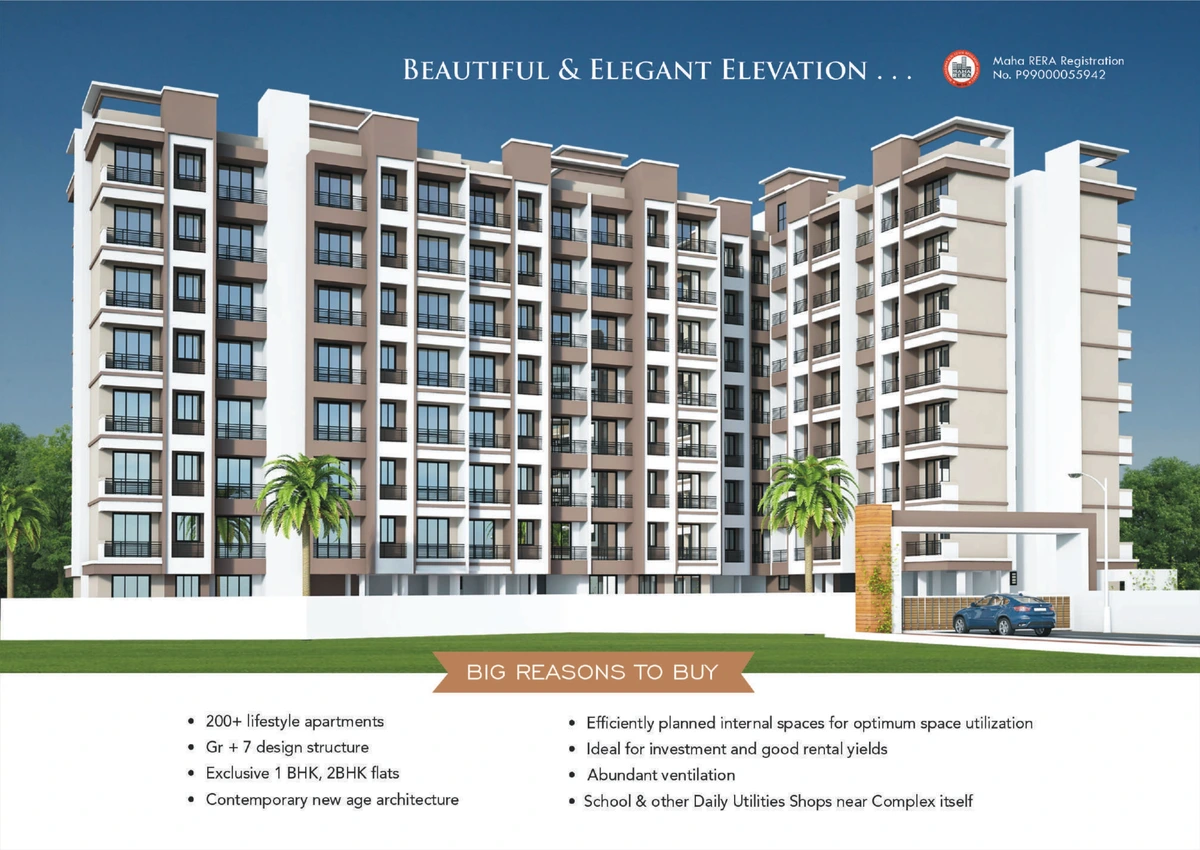 BEAUTIFUL & ELEGANT ELEVATION . . .
MAHA
RERA
Maha RERA Registration
No. P99000055942
BIG REASONS TO BUY
• 200+ lifestyle apartments
• Gr + 7 design structure
• Exclusive 1 BHK, 2BHK flats
• Contemporary new age architecture
• Efficiently planned internal spaces for optimum space utilization
• Ideal for investment and good rental yields
• Abundant ventilation
• School & other Daily Utilities Shops near Complex itself